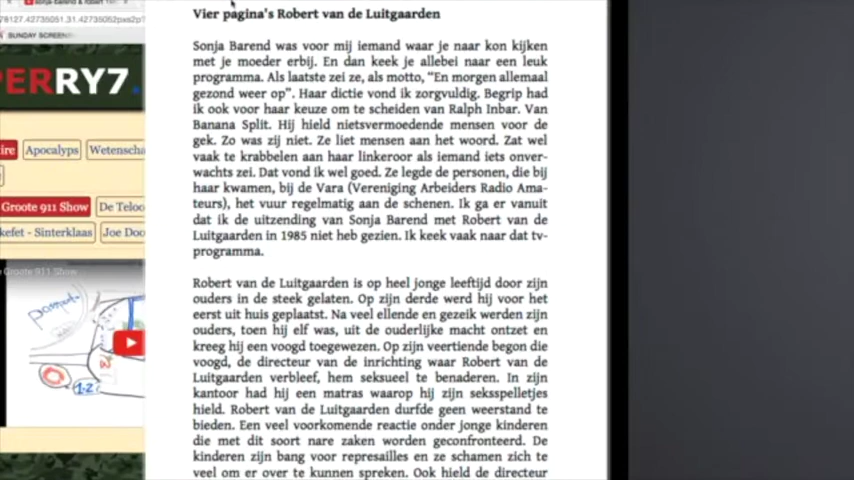 sonja-barend & robert
78127.42735051.31.42735052pxs2p?
SUNDAY SCREEN
PERRY7.
ire Apocalyps Wetenscha
Groote 911 Show De Teloo
kefet - Sinterklaas Joe Doo
Groote 911 Show
1-2
Vier pagina's Robert van de Luitgaarden
Sonja Barend was voor mij iemand waar je naar kon kijken
met je moeder erbij. En dan keek je allebei naar een leuk
programma. Als laatste zei ze, als motto, “En morgen allemaal
gezond weer op”. Haar dictie vond ik zorgvuldig. Begrip had
ik ook voor haar keuze om te scheiden van Ralph Inbar. Van
Banana Split. Hij hield nietsvermoedende mensen voor de
gek. Zo was zij niet. Ze liet mensen aan het woord. Zat wel
vaak te krabbelen aan haar linkeroor als iemand iets onver-
wachts zei. Dat vond ik wel goed. Ze legde de personen, die bij
haar kwamen, bij de Vara (Vereniging Arbeiders Radio Ama-
teurs), het vuur regelmatig aan de schenen. Ik ga er vanuit
dat ik de uitzending van Sonja Barend met Robert van de
Luitgaarden in 1985 niet heb gezien. Ik keek vaak naar dat tv-
programma.
Robert van de Luitgaarden is op heel jonge leeftijd door zijn
ouders in de steek gelaten. Op zijn derde werd hij voor het
eerst uit huis geplaatst. Na veel ellende en gezeik werden zijn
ouders, toen hij elf was, uit de ouderlijke macht ontzet en
kreeg hij een voogd toegewezen. Op zijn veertiende begon die
voogd, de directeur van de inrichting waar Robert van de
Luitgaarden verbleef, hem seksueel te benaderen. In zijn
kantoor had hij een matras waarop hij zijn seksspelletjes
hield. Robert van de Luitgaarden durfde geen weerstand te
bieden. Een veel voorkomende reactie onder jonge kinderen
die met dit soort nare zaken worden geconfronteerd. De
kinderen zijn bang voor represailles en ze schamen zich te
veel om er over te kunnen spreken. Ook hield de directeur